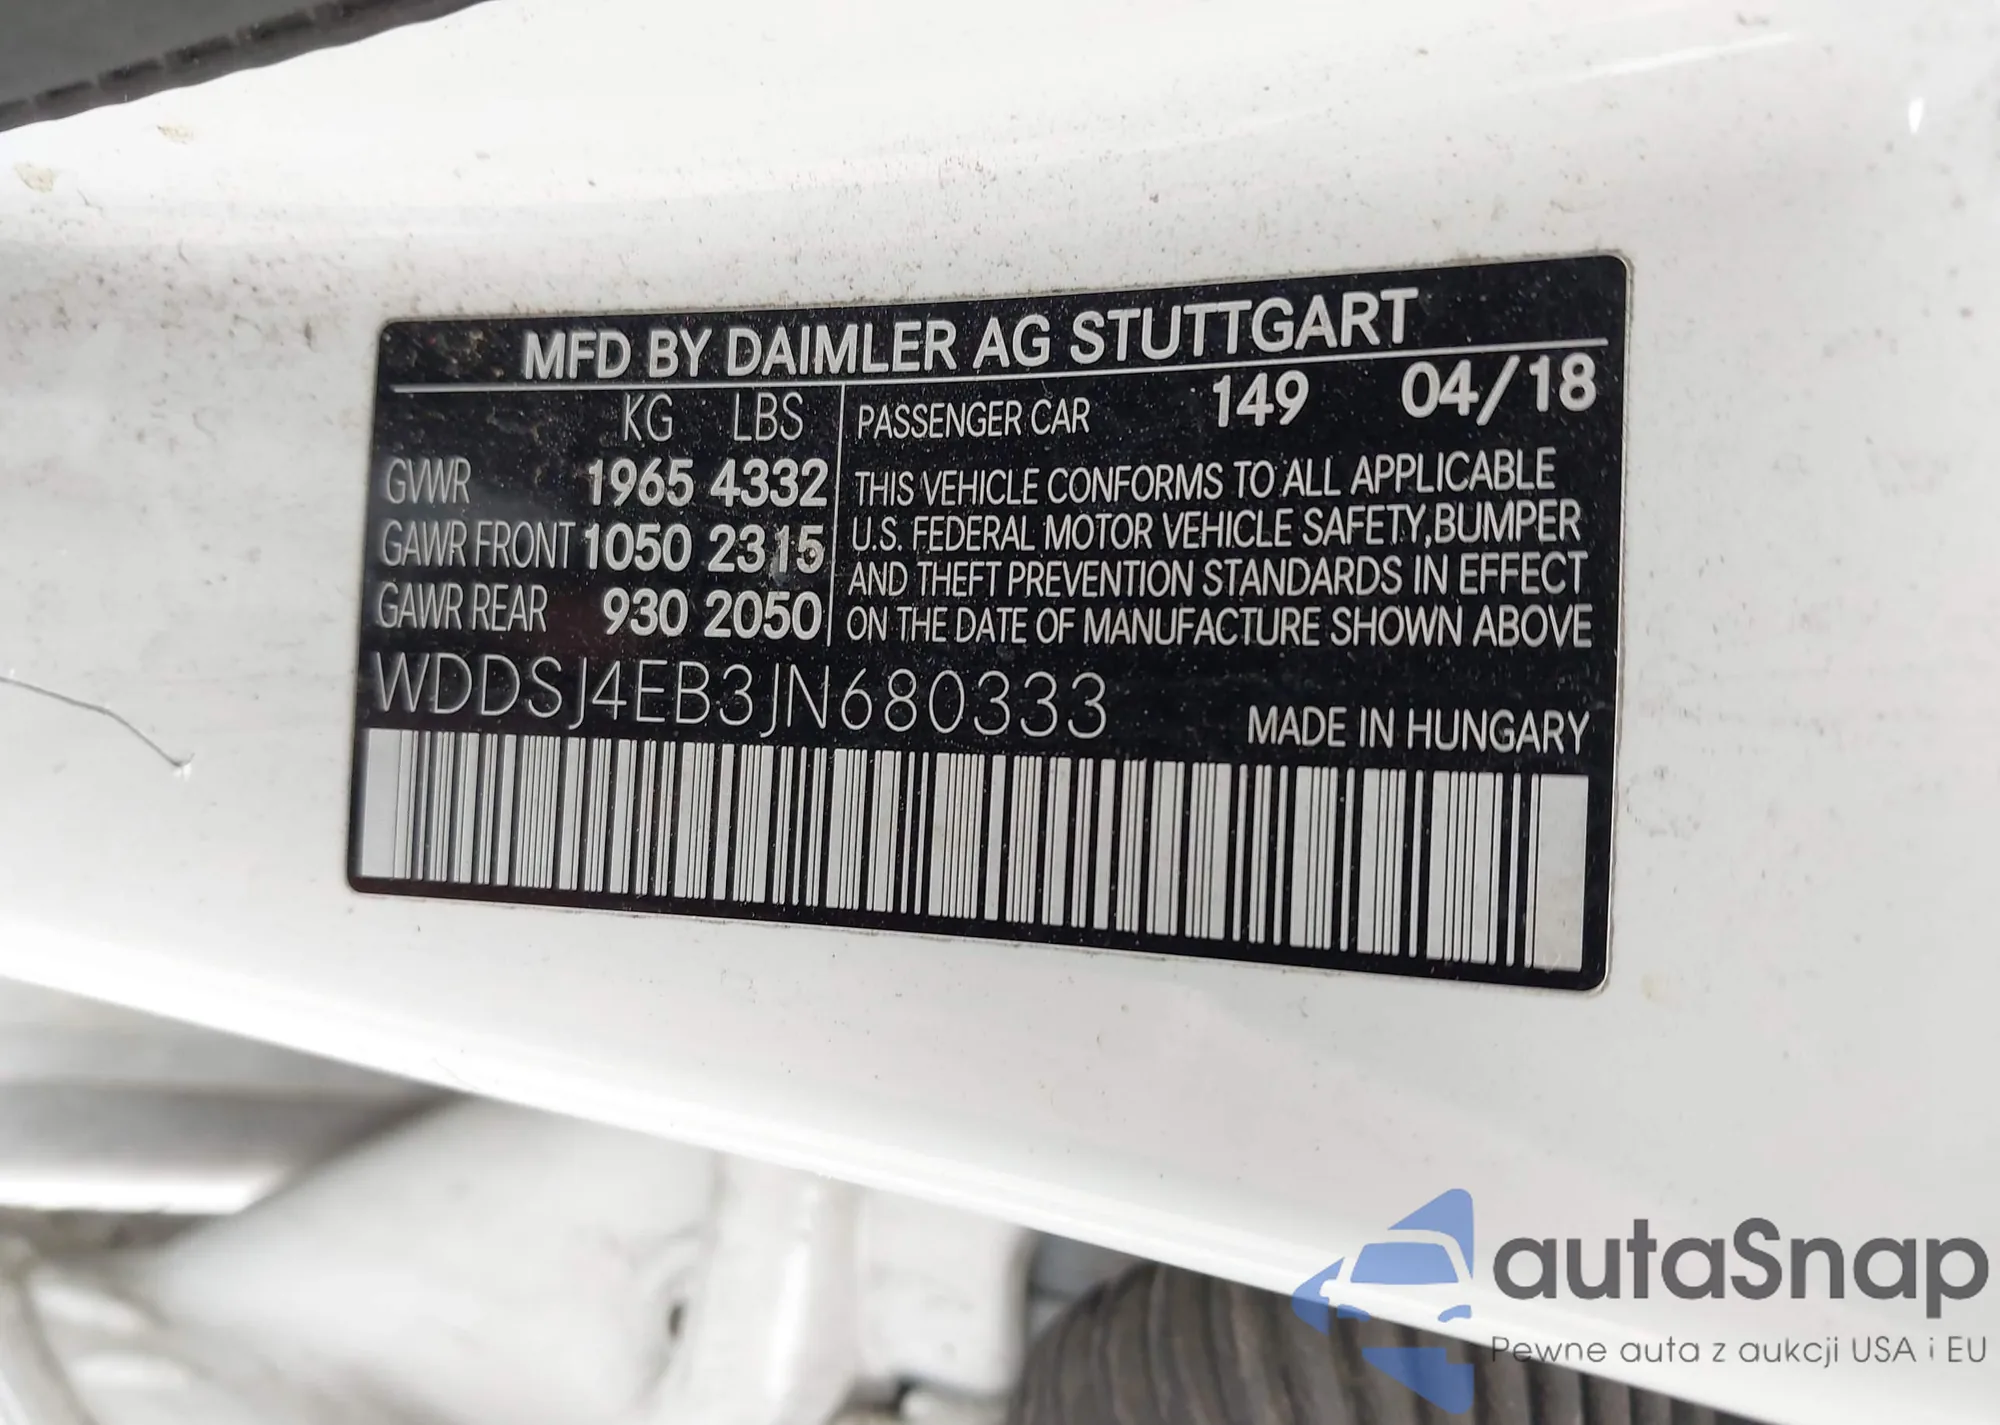 MFD BY DAIMLER AG STUTTGART
KG LBS
GVWR 1965 4332
GAWR FRONT 1050 2315
GAWR REAR 930 2050
PASSENGER CAR 149 04/18
THIS VEHICLE CONFORMS TO ALL APPLICABLE
U.S. FEDERAL MOTOR VEHICLE SAFETY, BUMPER
AND THEFT PREVENTION STANDARDS IN EFFECT
ON THE DATE OF MANUFACTURE SHOWN ABOVE
WDDSJ4EB3JN680333
MADE IN HUNGARY
autaSnap
Pewne auta z aukcji USA i EU